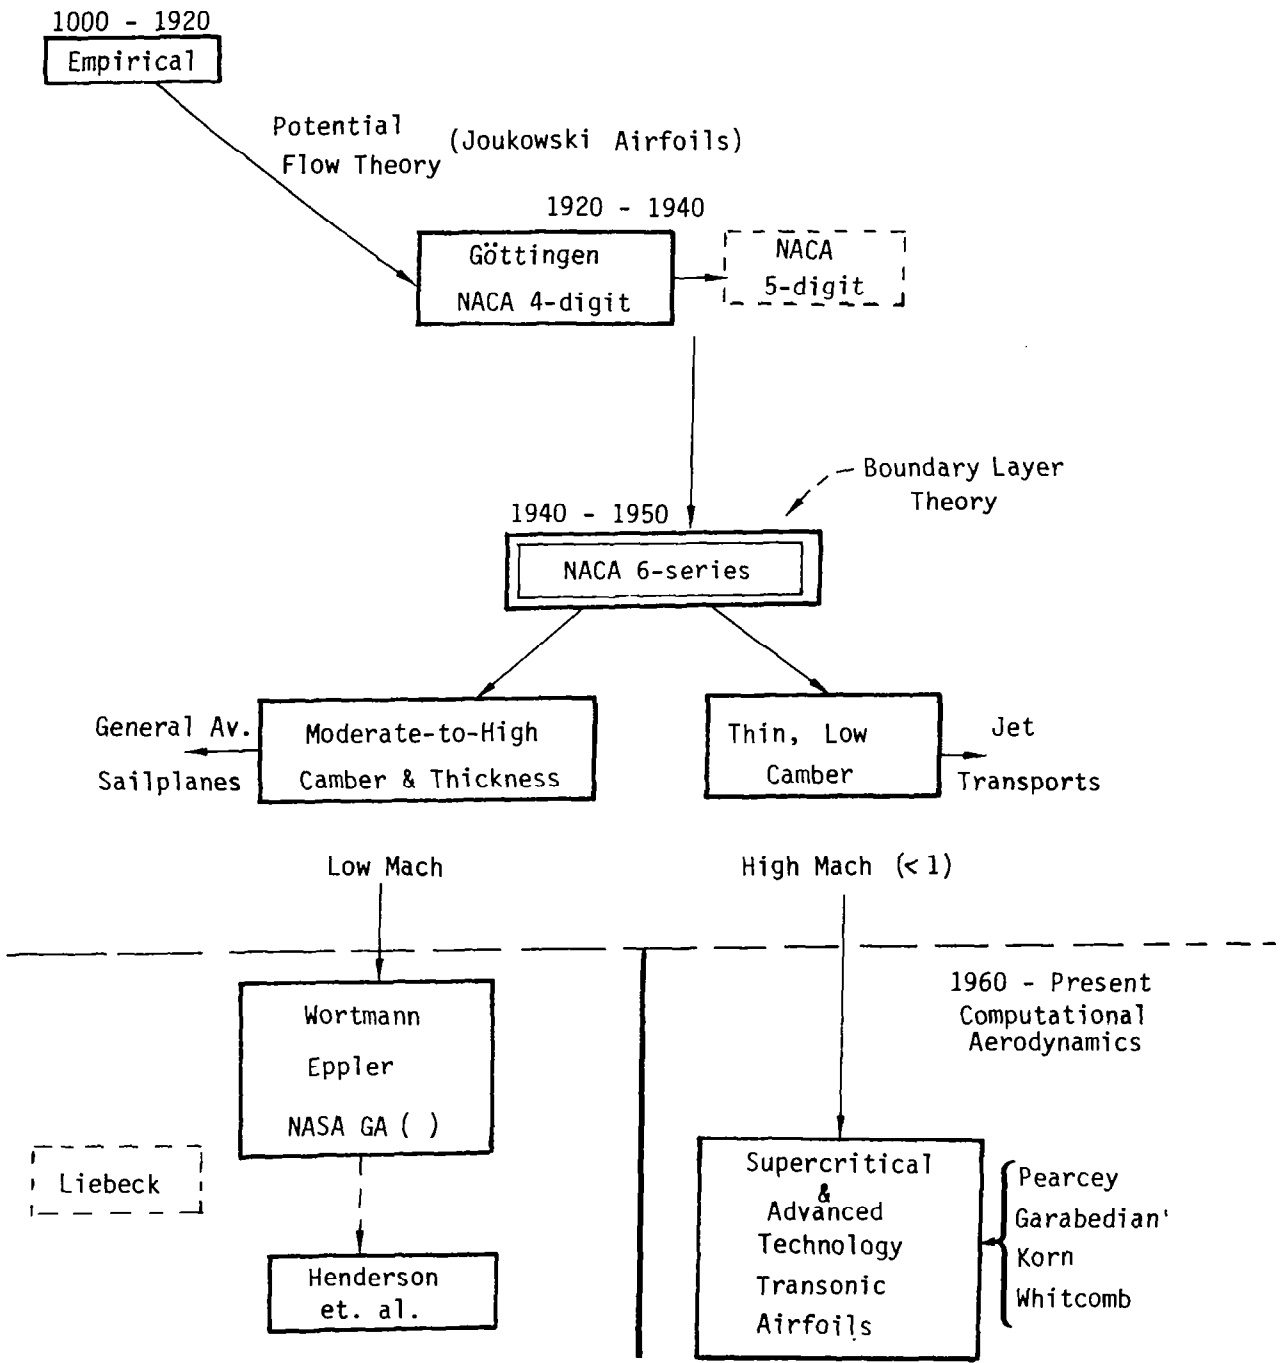 1000 - 1920
Empirical
Potential
Flow Theory
(Joukowski Airfoils)
1920 - 1940
Göttingen
NACA 4-digit
NACA
5-digit
Boundary Layer
Theory
1940 - 1950
NACA 6-series
General Av.
Sailplanes
Moderate-to-High
Camber & Thickness
Thin, Low
Camber
Jet
Transports
Low Mach
High Mach (< 1)
1960 - Present
Computational
Aerodynamics
Wortmann
Eppler
NASA GA ( )
Liebeck
Henderson
et. al.
Supercritical
&
Advanced
Technology
Transonic
Airfoils
Pearcey
Garabedian'
Korn
Whitcomb